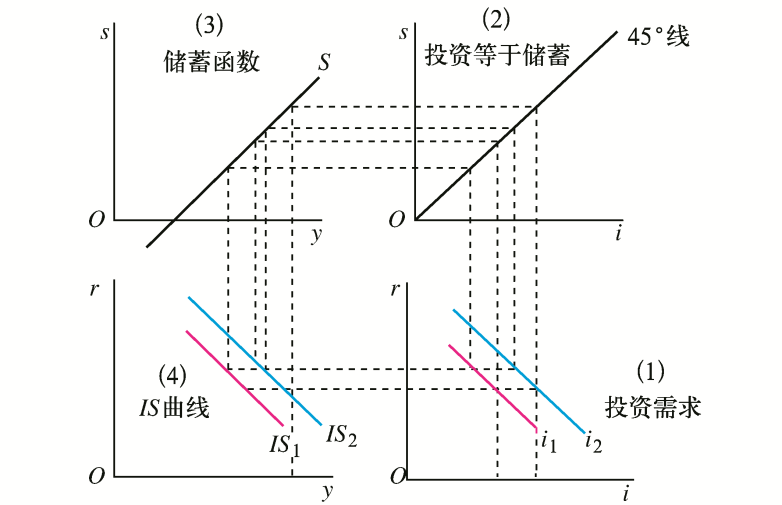 (3)
s
储蓄函数
S
O
y
(2)
s
投资等于储蓄
45°线
O
i
r
(4)
IS曲线
IS1
IS2
O
y
r
(1)
投资需求
i1
i2
O
i